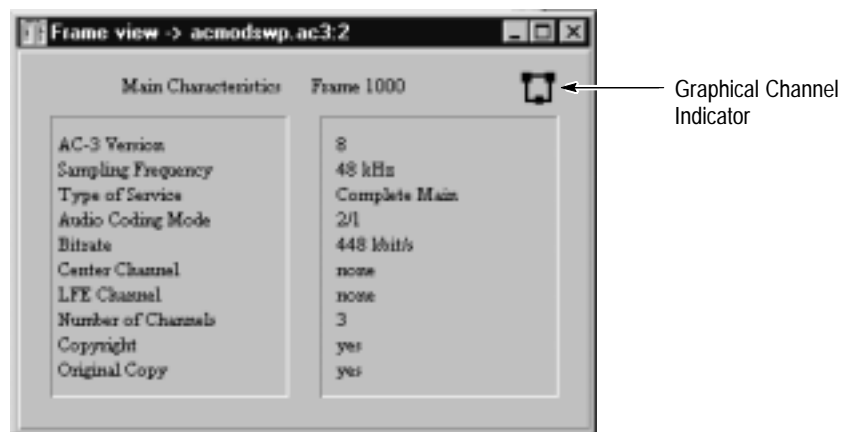 Frame view -> acmodswp.ac3:2
Main Characteristics Frame 1000
Graphical Channel
Indicator
AC-3 Version 8
Sampling Frequency 48 kHz
Type of Service Complete Main
Audio Coding Mode 2/1
Bitrate 448 kbit/s
Center Channel none
LFE Channel none
Number of Channels 3
Copyright yes
Original Copy yes